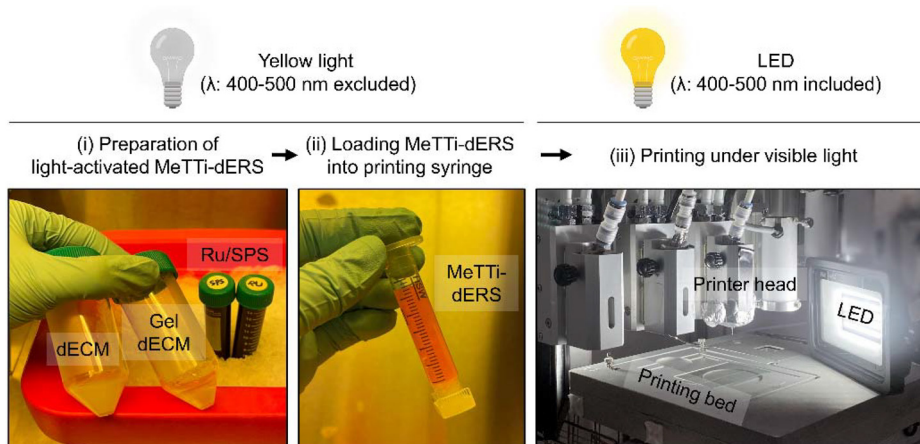 Yellow light
(λ: 400-500 nm excluded)
LED
(λ: 400-500 nm included)
(i) Preparation of
light-activated MeTTi-dERS
(ii) Loading MeTTi-dERS
into printing syringe
(iii) Printing under visible light
Ru/SPS
SPS
RU
dECM
Gel
dECM
MeTTi-
dERS
Printer head
LED
Printing bed